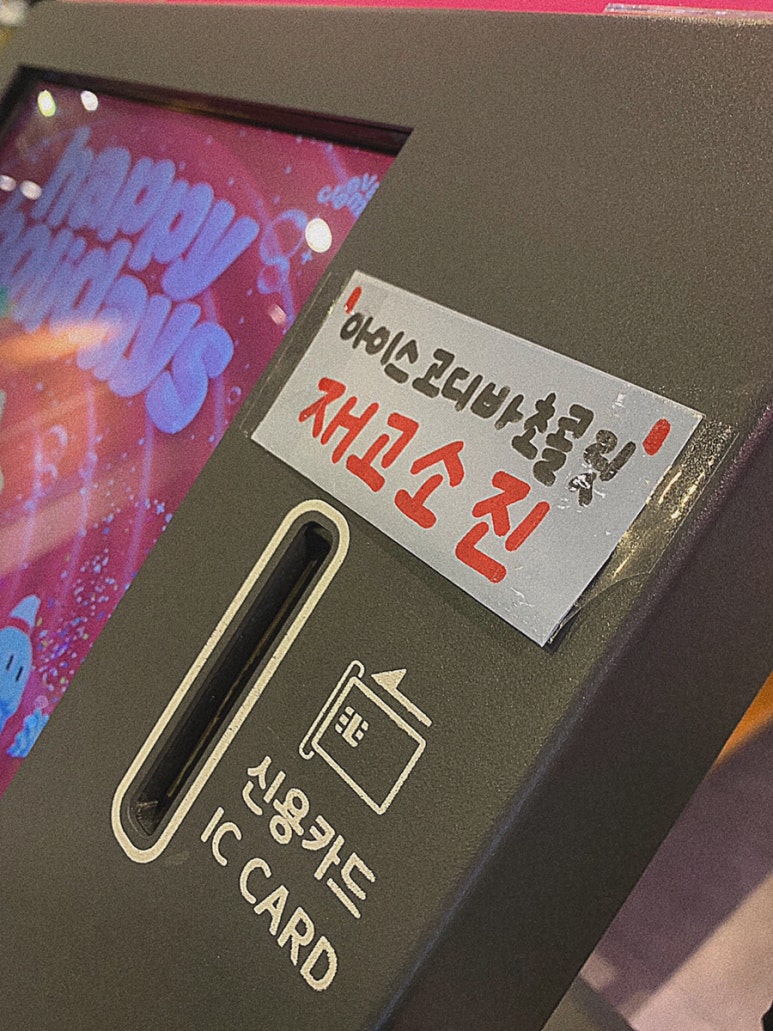 happy
holidays
'아이스 고디바 초콜릿'
재고소진
신용카드
IC CARD